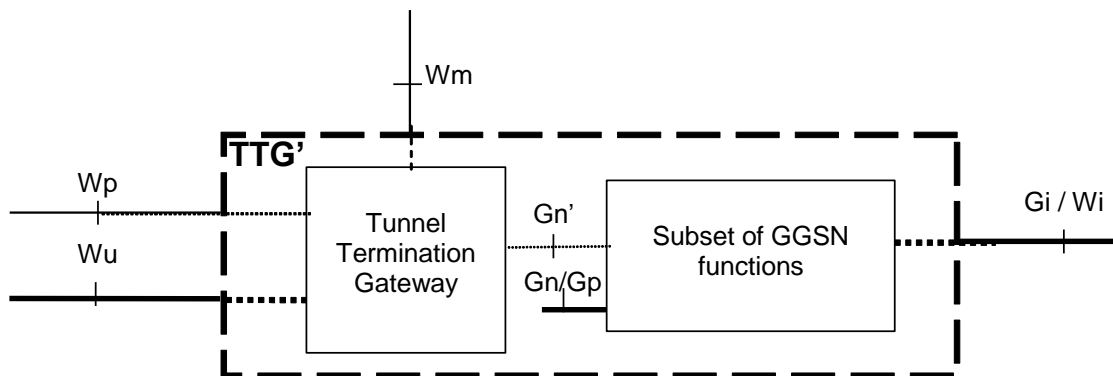 Wm
TTG’
Wp
Wu
Tunnel
Termination
Gateway
Gn’
Gn/Gp
Subset of GGSN
functions
Gi / Wi